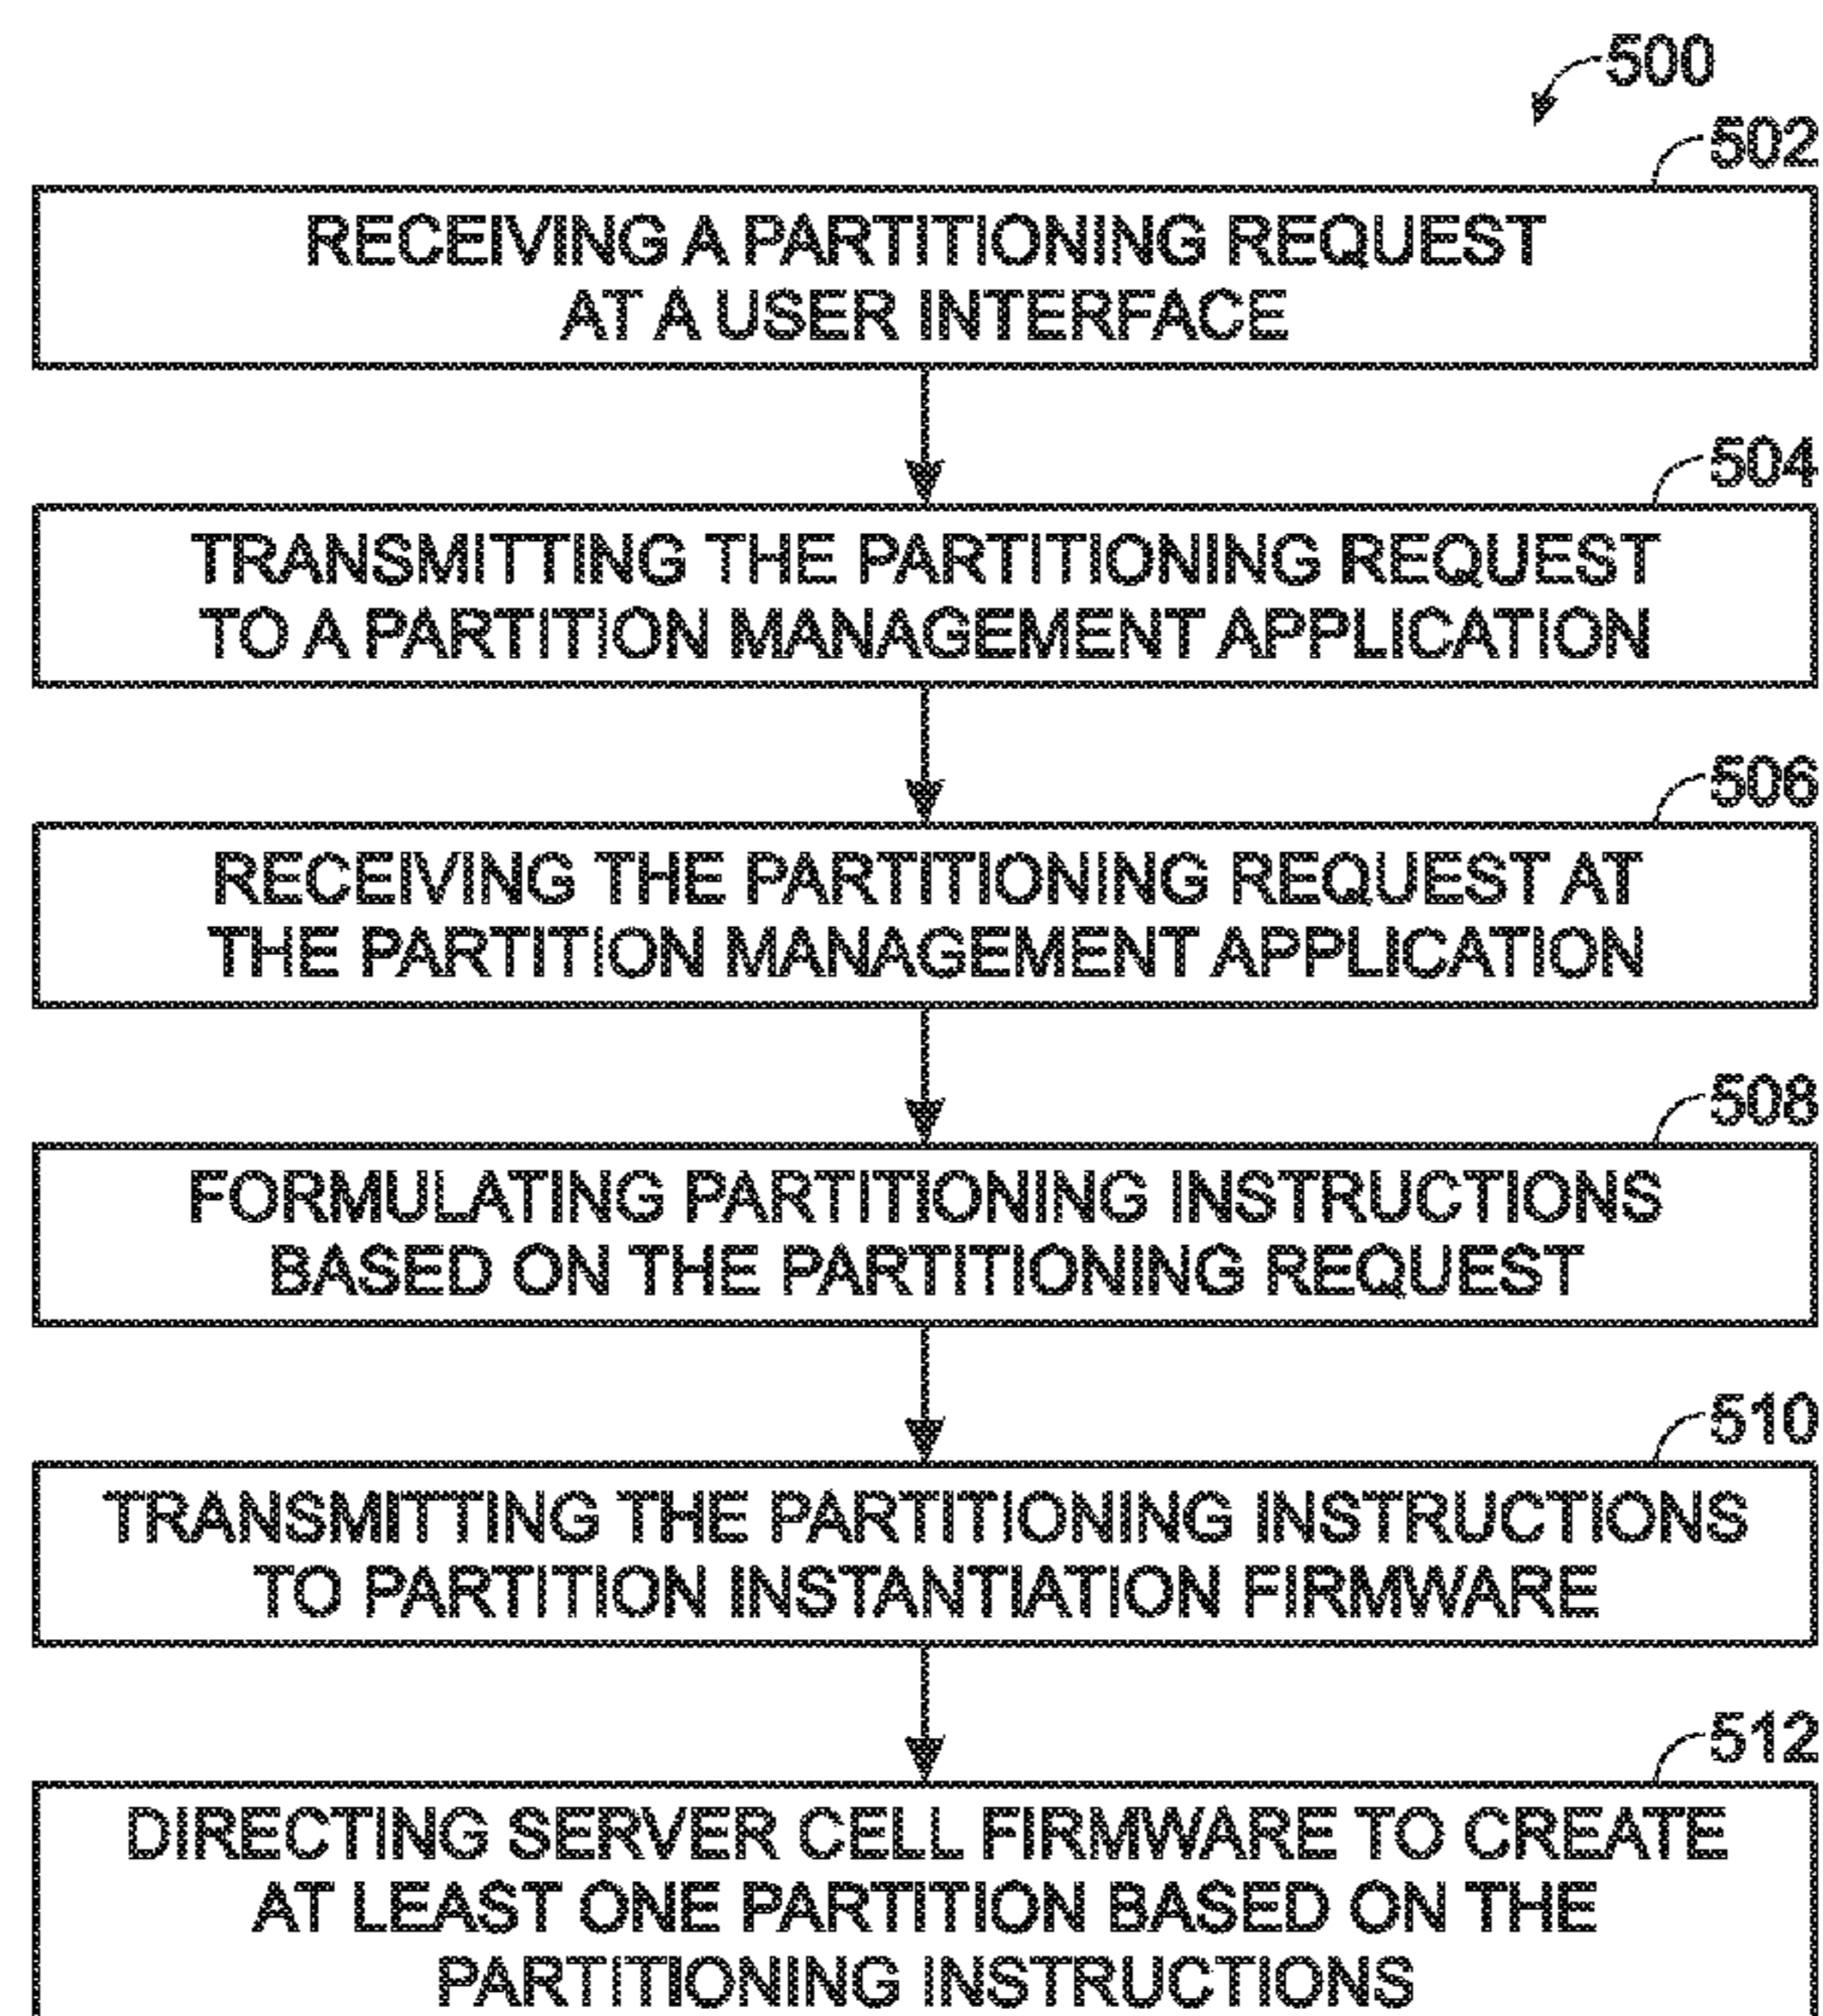 500
502
RECEIVING A PARTITIONING REQUEST
AT A USER INTERFACE
504
TRANSMITTING THE PARTITIONING REQUEST
TO A PARTITION MANAGEMENT APPLICATION
506
RECEIVING THE PARTITIONING REQUEST AT
THE PARTITION MANAGEMENT APPLICATION
508
FORMULATING PARTITIONING INSTRUCTIONS
BASED ON THE PARTITIONING REQUEST
510
TRANSMITTING THE PARTITIONING INSTRUCTIONS
TO PARTITION INSTANTIATION FIRMWARE
512
DIRECTING SERVER CELL FIRMWARE TO CREATE
AT LEAST ONE PARTITION BASED ON THE
PARTITIONING INSTRUCTIONS